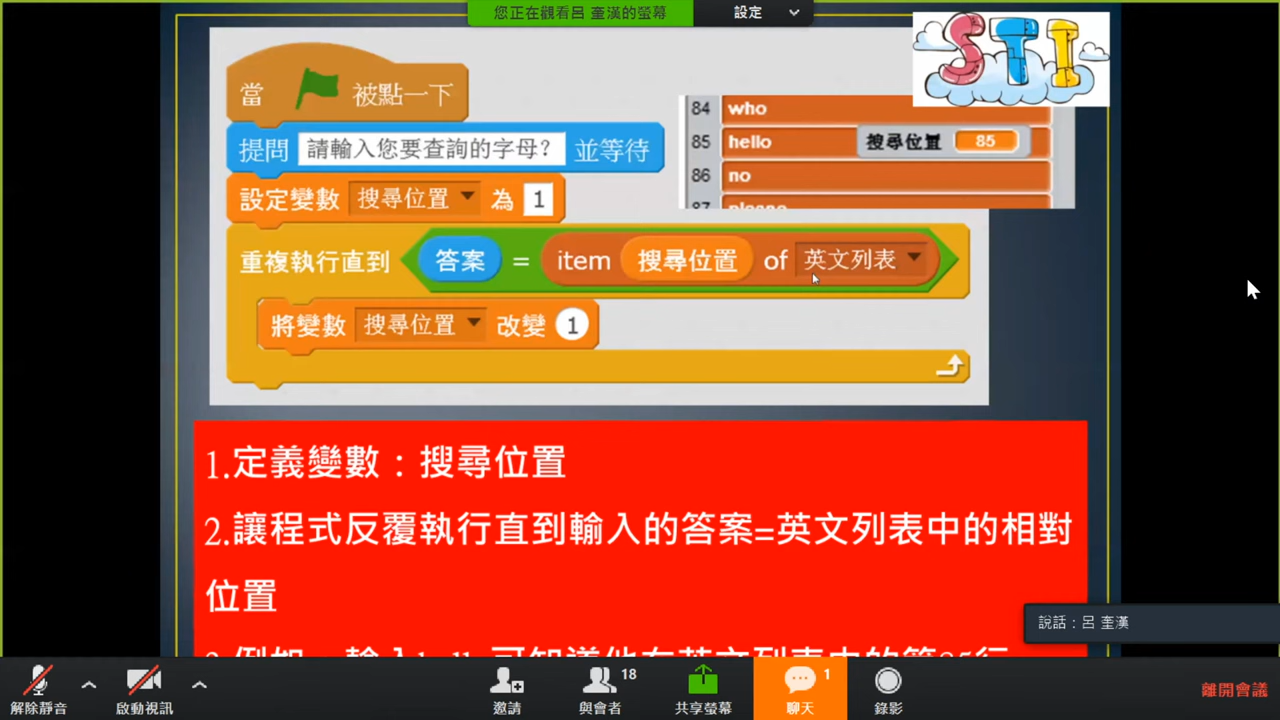 您正在觀看呂 奎漢的螢幕
設定
STI
當 被點一下
提問 請輸入您要查詢的字母? 並等待
設定變數 搜尋位置 為 1
重複執行直到 答案 = item 搜尋位置 of 英文列表
將變數 搜尋位置 改變 1
84 who
85 hello
搜尋位置 85
86 no
87 please
1.定義變數：搜尋位置
2.讓程式反覆執行直到輸入的答案=英文列表中的相對
位置
說話：呂 奎漢
解除靜音
啟動視訊
邀請
18
與會者
共享螢幕
1
聊天
錄影
離開會議